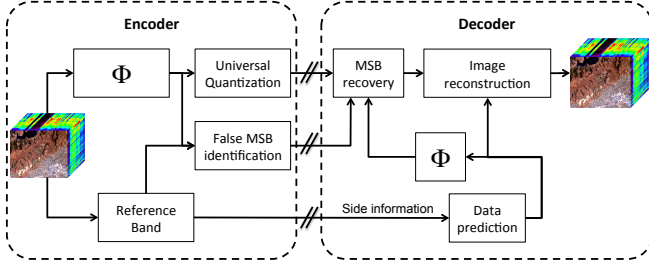 Encoder
Decoder
Φ
Universal
Quantization
MSB
recovery
Image
reconstruction
False MSB
identification
Φ
Reference
Band
Side information
Data
prediction